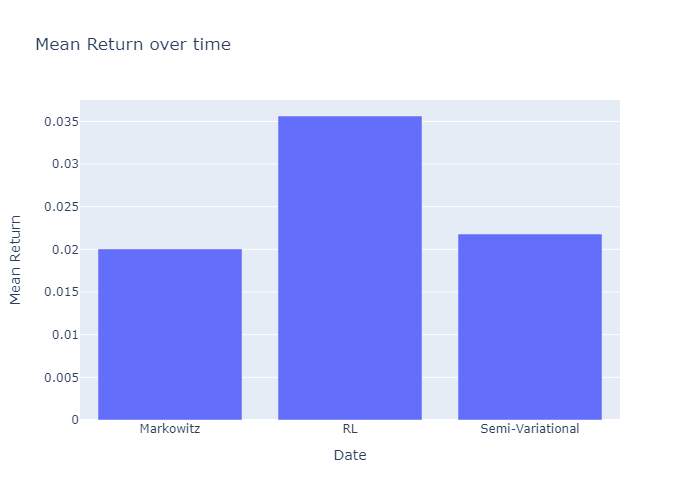 Mean Return over time
Mean Return
0.035
0.03
0.025
0.02
0.015
0.01
0.005
0
Markowitz
RL
Semi-Variational
Date